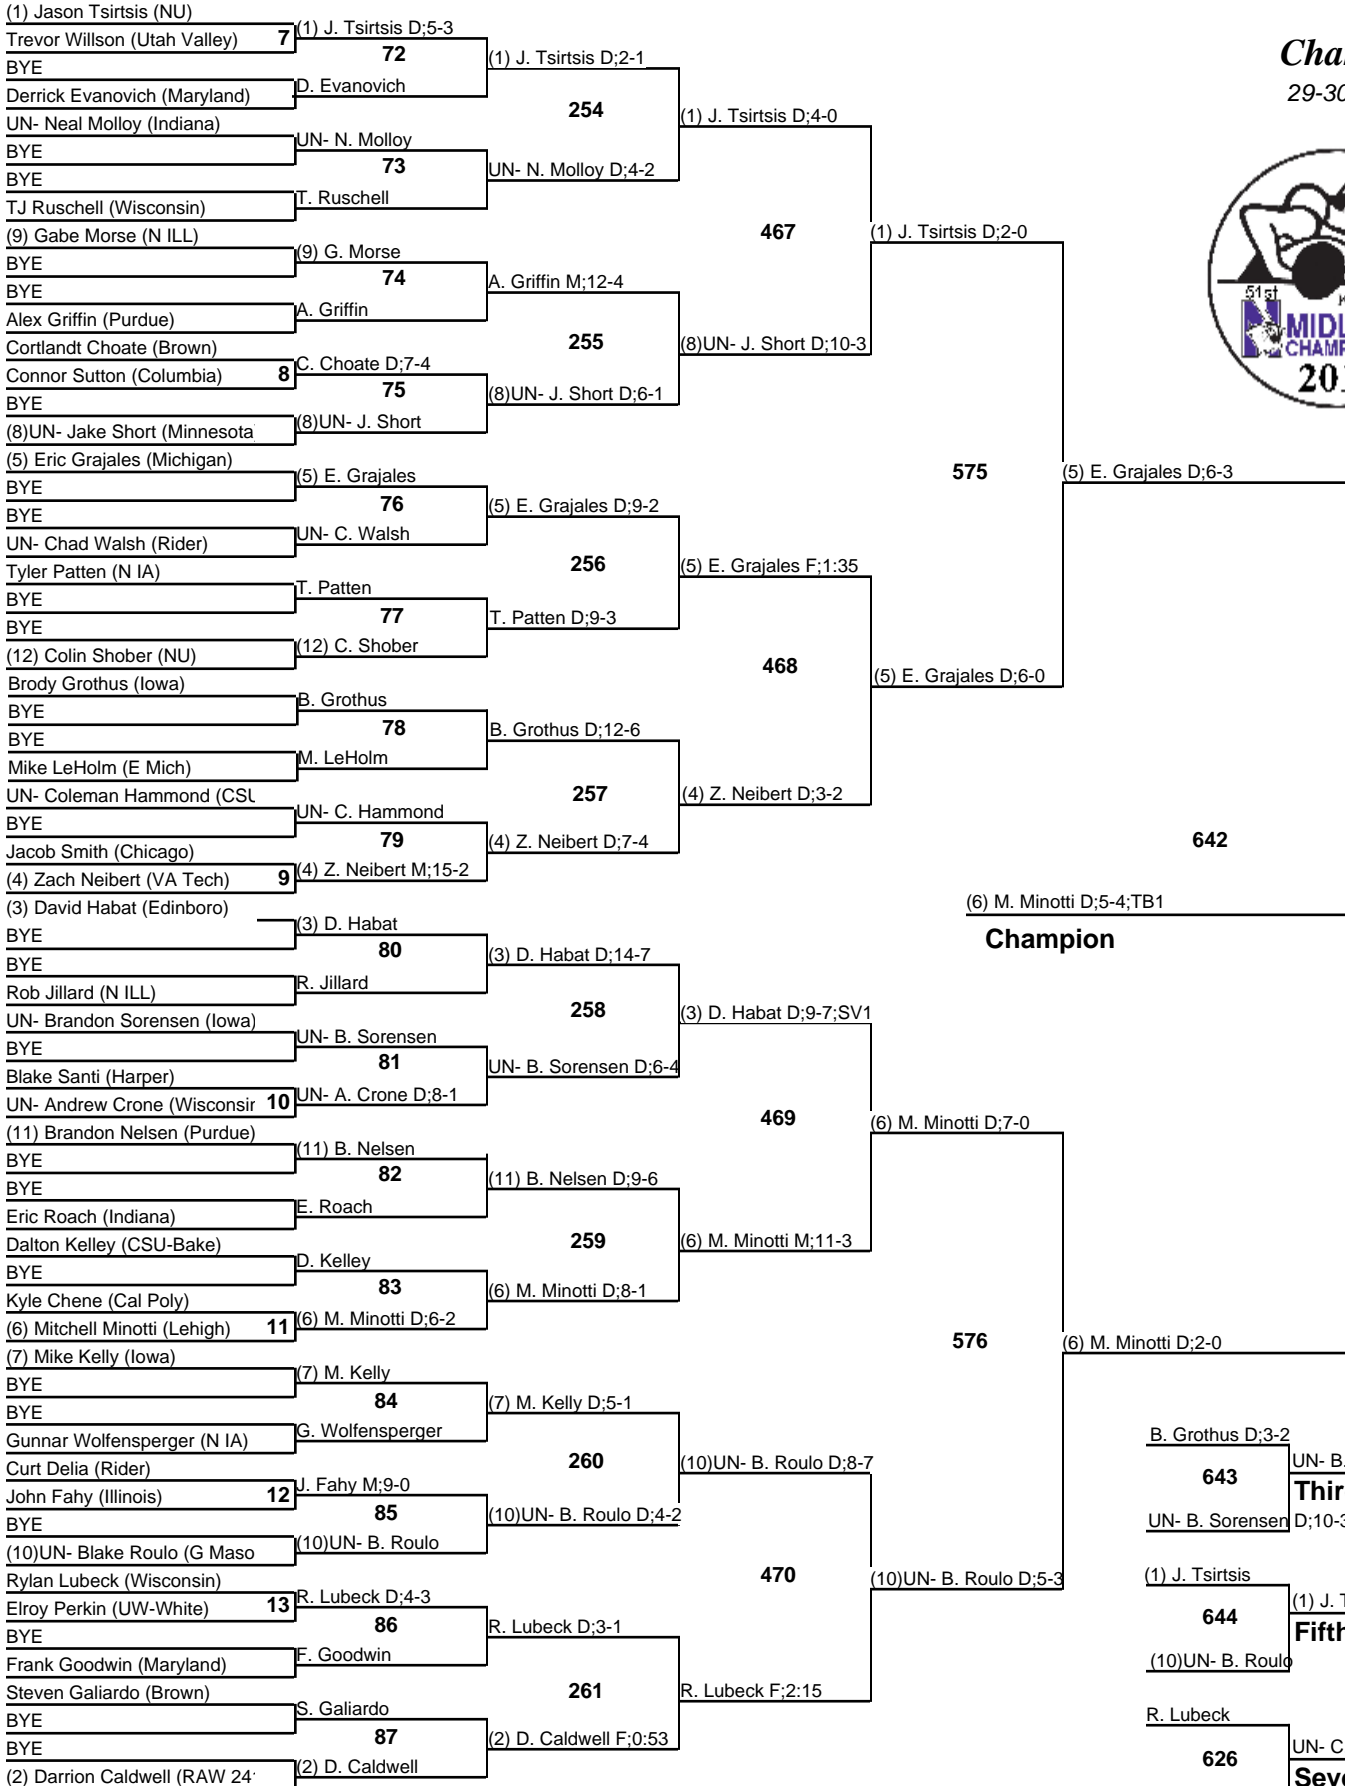 (1) Jason Tsirtsis (NU)
Trevor Willson (Utah Valley) 7
BYE
Derrick Evanovich (Maryland)
UN- Neal Molloy (Indiana)
BYE
BYE
TJ Ruschell (Wisconsin)
(9) Gabe Morse (N ILL)
BYE
BYE
Alex Griffin (Purdue)
Cortlandt Choate (Brown)
Connor Sutton (Columbia) 8
BYE
(8)UN- Jake Short (Minnesota
(5) Eric Grajales (Michigan)
BYE
BYE
UN- Chad Walsh (Rider)
Tyler Patten (N IA)
BYE
BYE
(12) Colin Shober (NU)
Brody Grothus (Iowa)
BYE
BYE
Mike LeHolm (E Mich)
UN- Coleman Hammond (CSU
BYE
Jacob Smith (Chicago)
(4) Zach Neibert (VA Tech) 9
(3) David Habat (Edinboro)
BYE
BYE
Rob Jillard (N ILL)
UN- Brandon Sorensen (Iowa)
BYE
Blake Santi (Harper)
UN- Andrew Crone (Wisconsin 10
(11) Brandon Nelsen (Purdue)
BYE
BYE
Eric Roach (Indiana)
Dalton Kelley (CSU-Bake)
BYE
Kyle Chene (Cal Poly)
(6) Mitchell Minotti (Lehigh) 11
(7) Mike Kelly (Iowa)
BYE
BYE
Gunnar Wolfensperger (N IA)
Curt Delia (Rider)
John Fahy (Illinois) 12
BYE
(10)UN- Blake Roulo (G Maso
Rylan Lubeck (Wisconsin)
Elroy Perkin (UW-White) 13
BYE
Frank Goodwin (Maryland)
Steven Galiardo (Brown)
BYE
BYE
(2) Darrion Caldwell (RAW 24
(1) J. Tsirtsis D;5-3
72
D. Evanovich
UN- N. Molloy
73
T. Ruschell
(9) G. Morse
74
A. Griffin
C. Choate D;7-4
75
(8)UN- J. Short
(5) E. Grajales
76
UN- C. Walsh
T. Patten
77
(12) C. Shober
B. Grothus
78
M. LeHolm
UN- C. Hammond
79
(4) Z. Neibert M;15-2
(3) D. Habat
80
R. Jillard
UN- B. Sorensen
81
UN- A. Crone D;8-1
(11) B. Nelsen
82
E. Roach
D. Kelley
83
(6) M. Minotti D;6-2
(7) M. Kelly
84
G. Wolfensperger
J. Fahy M;9-0
85
(10)UN- B. Roulo
R. Lubeck D;4-3
86
F. Goodwin
S. Galiardo
87
(2) D. Caldwell
(1) J. Tsirtsis D;2-1
254
UN- N. Molloy D;4-2
A. Griffin M;12-4
255
(8)UN- J. Short D;6-1
(5) E. Grajales D;9-2
256
T. Patten D;9-3
B. Grothus D;12-6
257
(4) Z. Neibert D;7-4
(3) D. Habat D;14-7
258
UN- B. Sorensen D;6-4
(11) B. Nelsen D;9-6
259
(6) M. Minotti D;8-1
(7) M. Kelly D;5-1
260
(10)UN- B. Roulo D;4-2
R. Lubeck D;3-1
261
(2) D. Caldwell F;0:53
(1) J. Tsirtsis D;4-0
467
(8)UN- J. Short D;10-3
(5) E. Grajales F;1:35
468
(4) Z. Neibert D;3-2
(3) D. Habat D;9-7;SV1
469
(6) M. Minotti M;11-3
(10)UN- B. Roulo D;8-7
470
R. Lubeck F;2:15
(1) J. Tsirtsis D;2-0
575
(5) E. Grajales D;6-0
(6) M. Minotti D;7-0
576
(10)UN- B. Roulo D;5-3
(5) E. Grajales D;6-3
642
(6) M. Minotti D;2-0
(6) M. Minotti D;5-4;TB1
Champion
29-30
51st
N
B. Grothus D;3-2
643
UN- B. Sorensen D;10-3
UN- B.
(1) J. Tsirtsis
644
(10)UN- B. Roulo
(1) J.
Fifth
R. Lubeck
626
UN- C